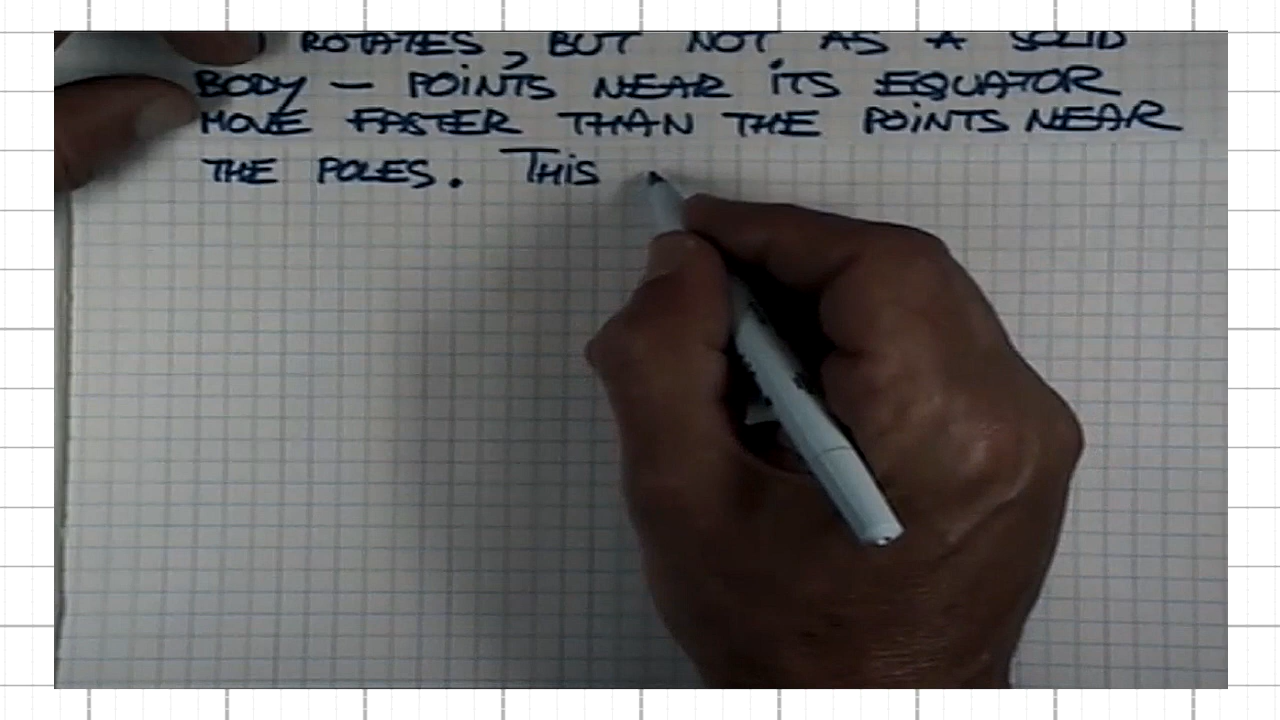 ROTATES, BUT NOT AS A SOLID
BODY — POINTS NEAR ITS EQUATOR
MOVE FASTER THAN THE POINTS NEAR
THE POLES. THIS